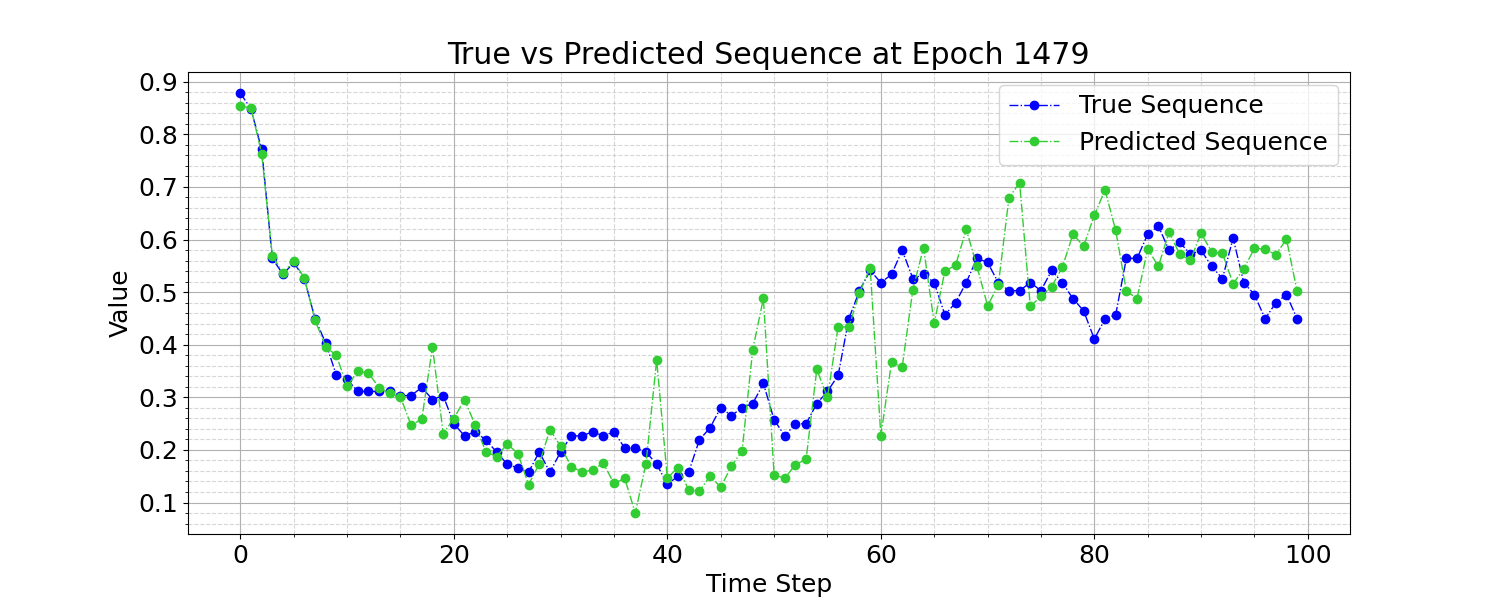 True vs Predicted Sequence at Epoch 1479
0.9
0.8
0.7
0.6
0.5
0.4
0.3
0.2
0.1
Value
True Sequence
Predicted Sequence
0 20 40 60 80 100
Time Step